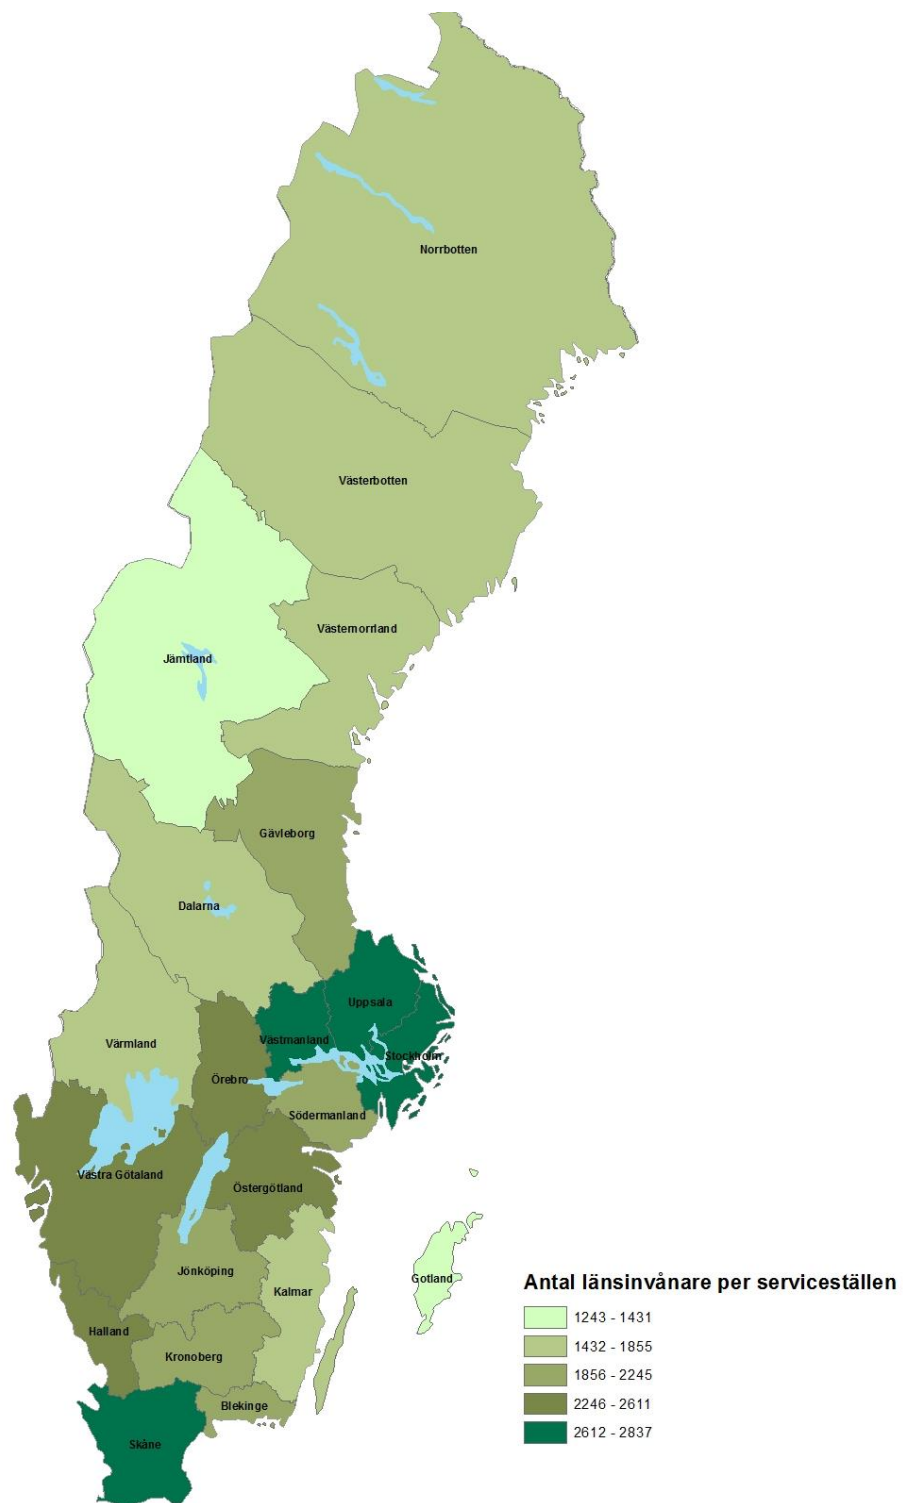 Norrbotten
Västerbotten
Västernorrland
Jämtland
Gävleborg
Dalarna
Uppsala
Västmanland
Värmland
Stockholm
Örebro
Södermanland
Västra Götaland
Östergötland
Jönköping
Gotland
Kalmar
Halland
Kronoberg
Blekinge
Skåne
Antal länsinvånare per serviceställen
1243 - 1431
1432 - 1855
1856 - 2245
2246 - 2611
2612 - 2837